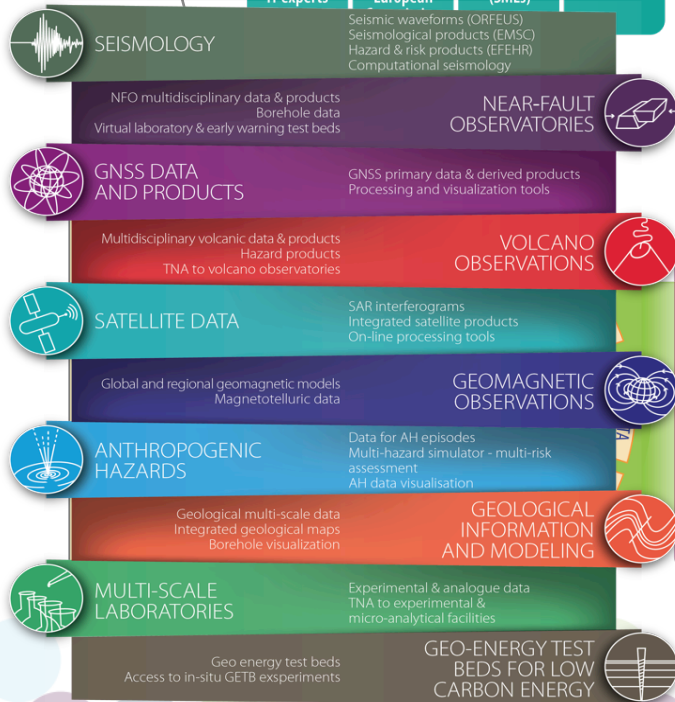 IT experts
European
(SMEs)
SEISMOLOGY
Seismic waveforms (ORFEUS)
Seismological products (EMSC)
Hazard & risk products (EFEHR)
Computational seismology
NFO multidisciplinary data & products
Borehole data
Virtual laboratory & early warning test beds
NEAR-FAULT
OBSERVATORIES
GNSS DATA
AND PRODUCTS
GNSS primary data & derived products
Processing and visualization tools
Multidisciplinary volcanic data & products
Hazard products
TNA to volcano observatories
VOLCANO
OBSERVATIONS
SATELLITE DATA
SAR interferograms
Integrated satellite products
On-line processing tools
Global and regional geomagnetic models
Magnetotelluric data
GEOMAGNETIC
OBSERVATIONS
ANTHROPOGENIC
HAZARDS
Data for AH episodes
Multi-hazard simulator - multi-risk
assessment
AH data visualisation
Geological multi-scale data
Integrated geological maps
Borehole visualization
GEOLOGICAL
INFORMATION
AND MODELING
MULTI-SCALE
LABORATORIES
Experimental & analogue data
TNA to experimental &
micro-analytical facilities
Geo energy test beds
Access to in-situ GETB exsperiments
GEO-ENERGY TEST
BEDS FOR LOW
CARBON ENERGY